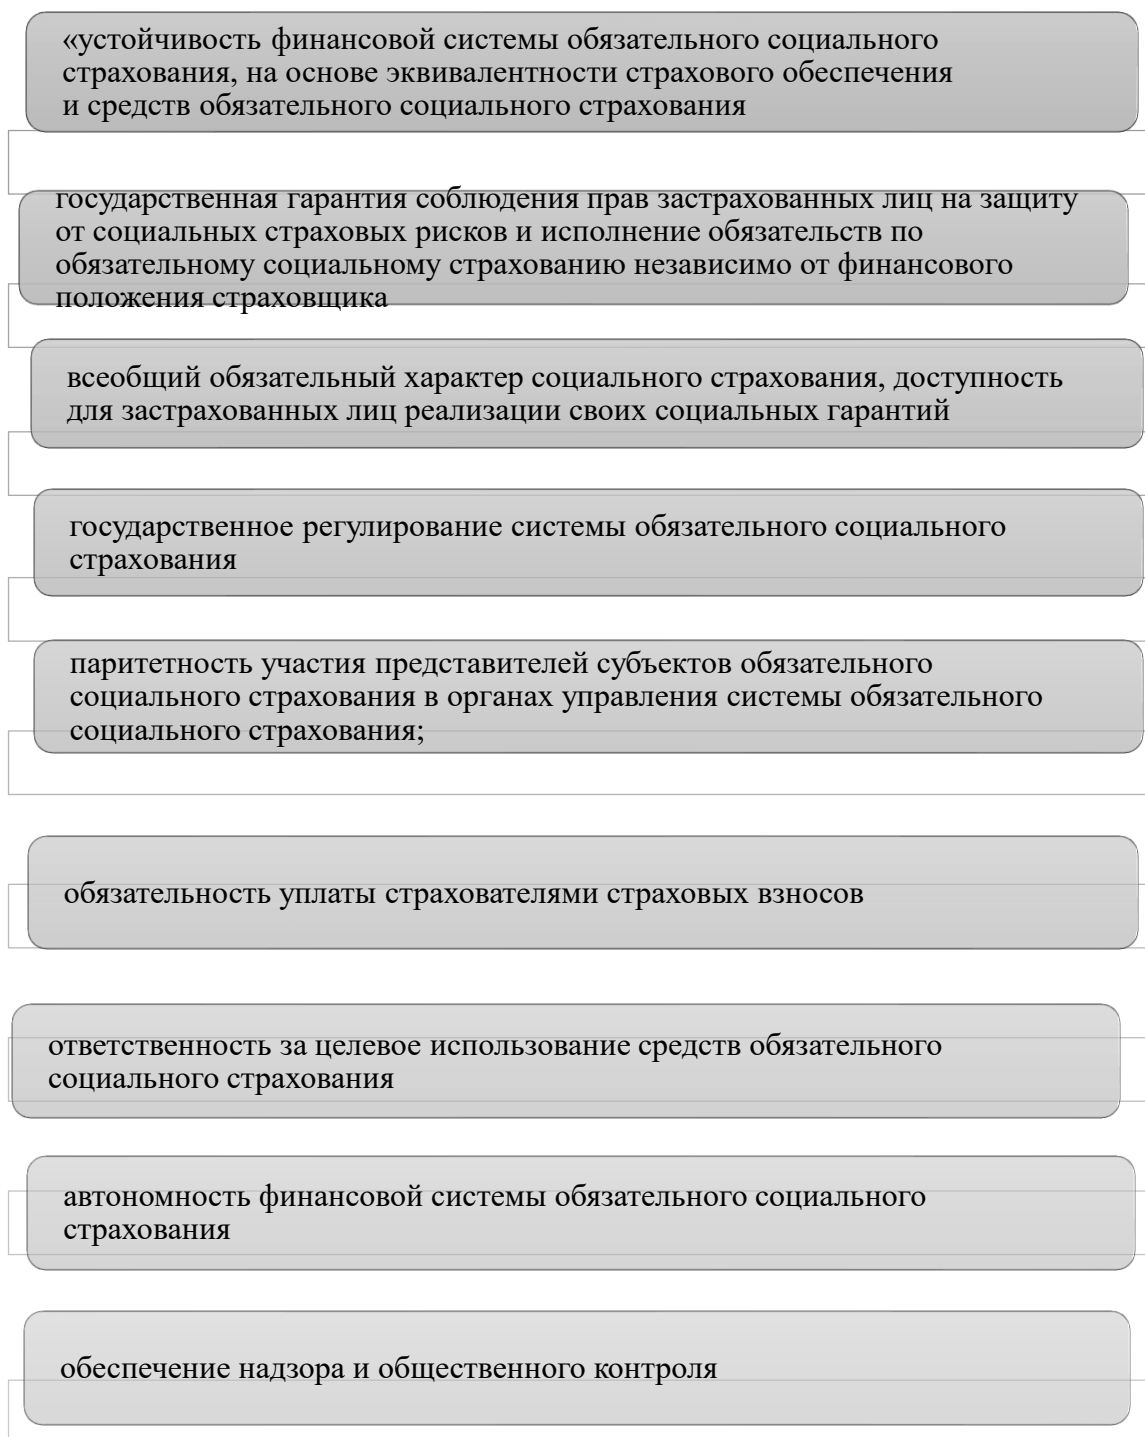 «устойчивость финансовой системы обязательного социального
страхования, на основе эквивалентности страхового обеспечения
и средств обязательного социального страхования
государственная гарантия соблюдения прав застрахованных лиц на защиту
от социальных страховых рисков и исполнение обязательств по
обязательному социальному страхованию независимо от финансового
положения страховщика
всеобщий обязательный характер социального страхования, доступность
для застрахованных лиц реализации своих социальных гарантий
государственное регулирование системы обязательного социального
страхования
паритетность участия представителей субъектов обязательного
социального страхования в органах управления системы обязательного
социального страхования;
обязательность уплаты страхователями страховых взносов
ответственность за целевое использование средств обязательного
социального страхования
автономность финансовой системы обязательного социального
страхования
обеспечение надзора и общественного контроля